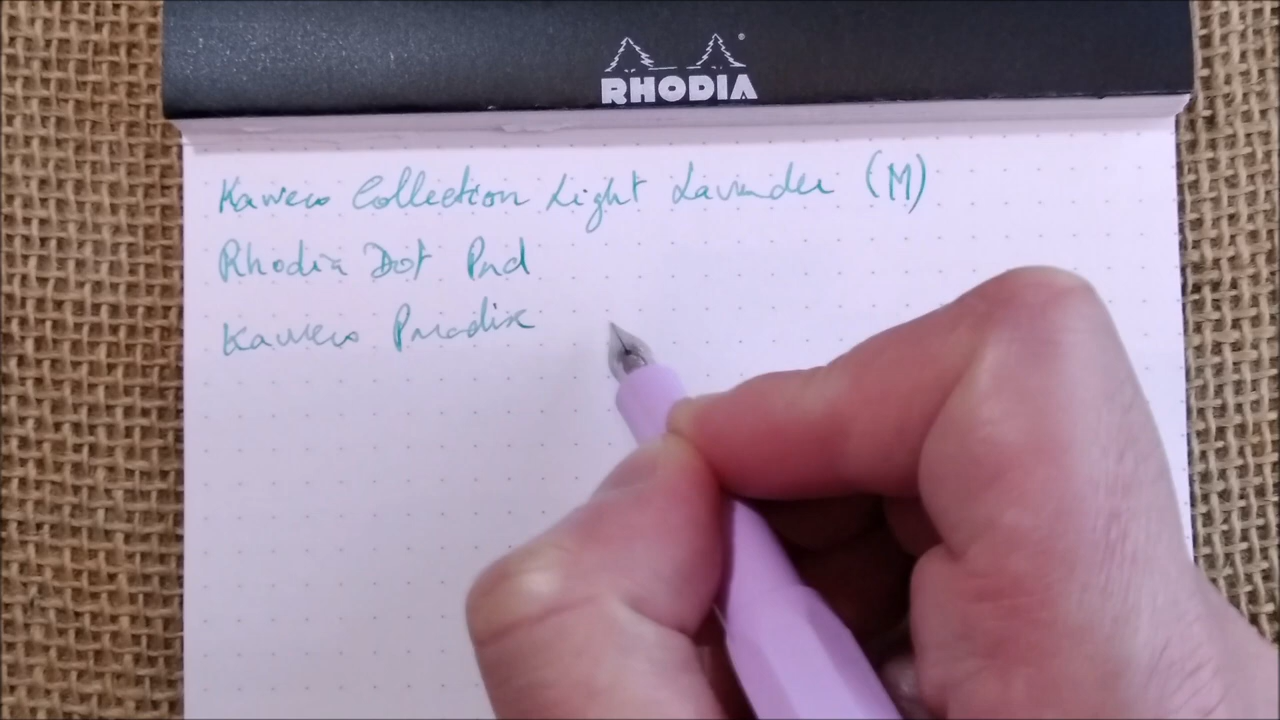 RHODIA
Kaweco Collection Light Lavender (M)
Rhodia Dot Pad
Kaweco Paradise